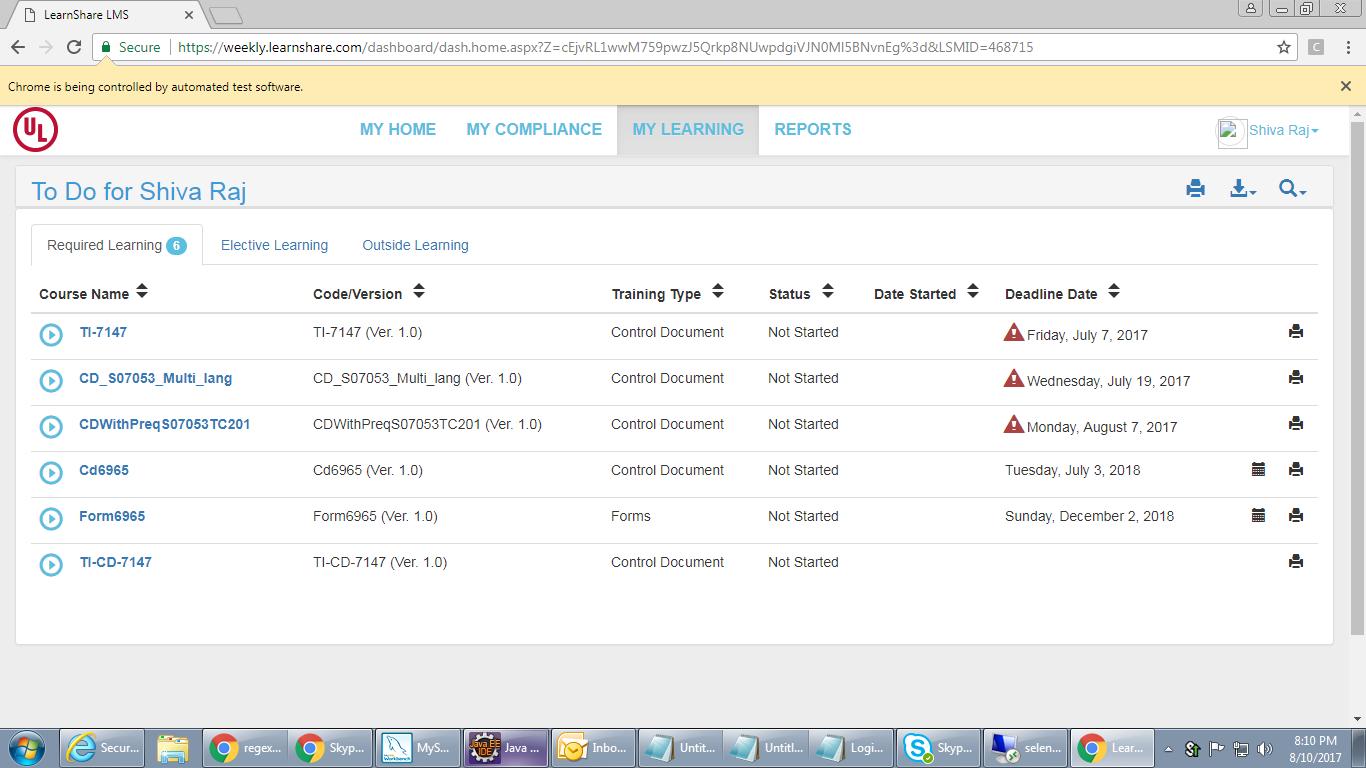 LearnShare LMS
Secure https://weekly.learnshare.com/dashboard/dash.home.aspx?Z=cEjvRL1wwM759pwzJ5Qrkp8NUwpdgiVJN0MI5BNvnEg%3d&LSMID=468715
C
Chrome is being controlled by automated test software.
UL MY HOME MY COMPLIANCE MY LEARNING REPORTS Shiva Raj
To Do for Shiva Raj
Required Learning 6 Elective Learning Outside Learning
Course Name Code/Version Training Type Status Date Started Deadline Date
TI-7147 TI-7147 (Ver. 1.0) Control Document Not Started Friday, July 7, 2017
CD_S07053_Multi_lang CD_S07053_Multi_lang (Ver. 1.0) Control Document Not Started Wednesday, July 19, 2017
CDWithPreqS07053TC201 CDWithPreqS07053TC201 (Ver. 1.0) Control Document Not Started Monday, August 7, 2017
Cd6965 Cd6965 (Ver. 1.0) Control Document Not Started Tuesday, July 3, 2018
Form6965 Form6965 (Ver. 1.0) Forms Not Started Sunday, December 2, 2018
TI-CD-7147 TI-CD-7147 (Ver. 1.0) Control Document Not Started
Secur... regex... Skyp... MyS... Java ... Inbo... Untit... Untitl... Logi... Skyp... selen... Lear...
8:10 PM
8/10/2017